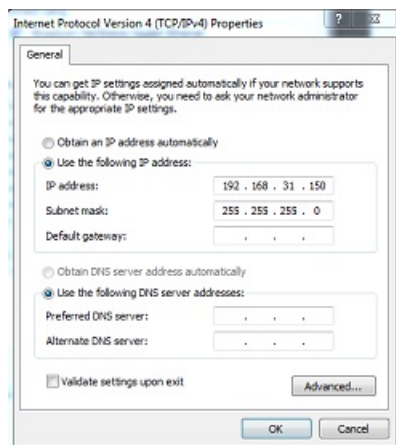 Internet Protocol Version 4 (TCP/IPv4) Properties
General
You can get IP settings assigned automatically if your network supports
this capability. Otherwise, you need to ask your network administrator
for the appropriate IP settings.
Obtain an IP address automatically
Use the following IP address:
IP address: 192 . 168 . 31 . 150
Subnet mask: 255 . 255 . 255 . 0
Default gateway: . . .
Obtain DNS server address automatically
Use the following DNS server addresses:
Preferred DNS server: . . .
Alternate DNS server: . . .
Validate settings upon exit
Advanced...
OK Cancel